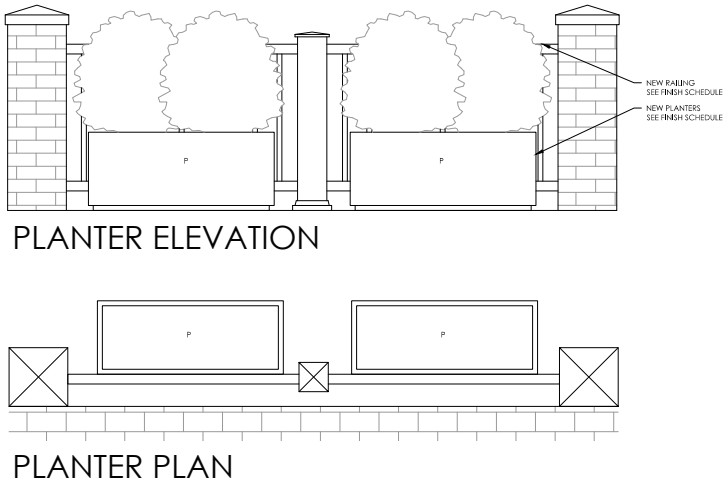 NEW RAILING
SEE FINISH SCHEDULE
NEW PLANTERS
SEE FINISH SCHEDULE
P
P
PLANTER ELEVATION
P
P
PLANTER PLAN